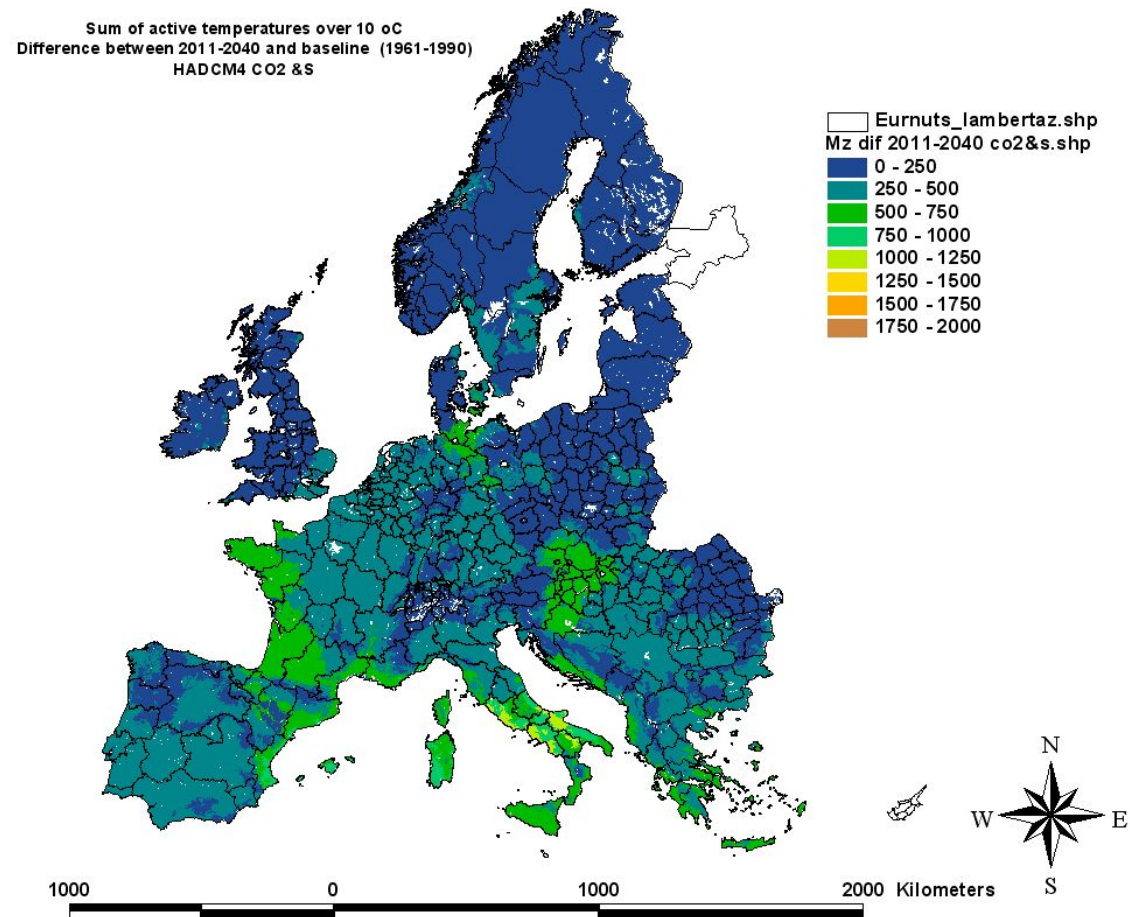 Sum of active temperatures over 10 oC
Difference between 2011-2040 and baseline (1961-1990)
HADCM4 CO2 &S
Eurnuts_lambertaz.shp
Mz dif 2011-2040 co2&s.shp
0 - 250
250 - 500
500 - 750
750 - 1000
1000 - 1250
1250 - 1500
1500 - 1750
1750 - 2000
N
W E
S
1000 0 1000 2000 Kilometers